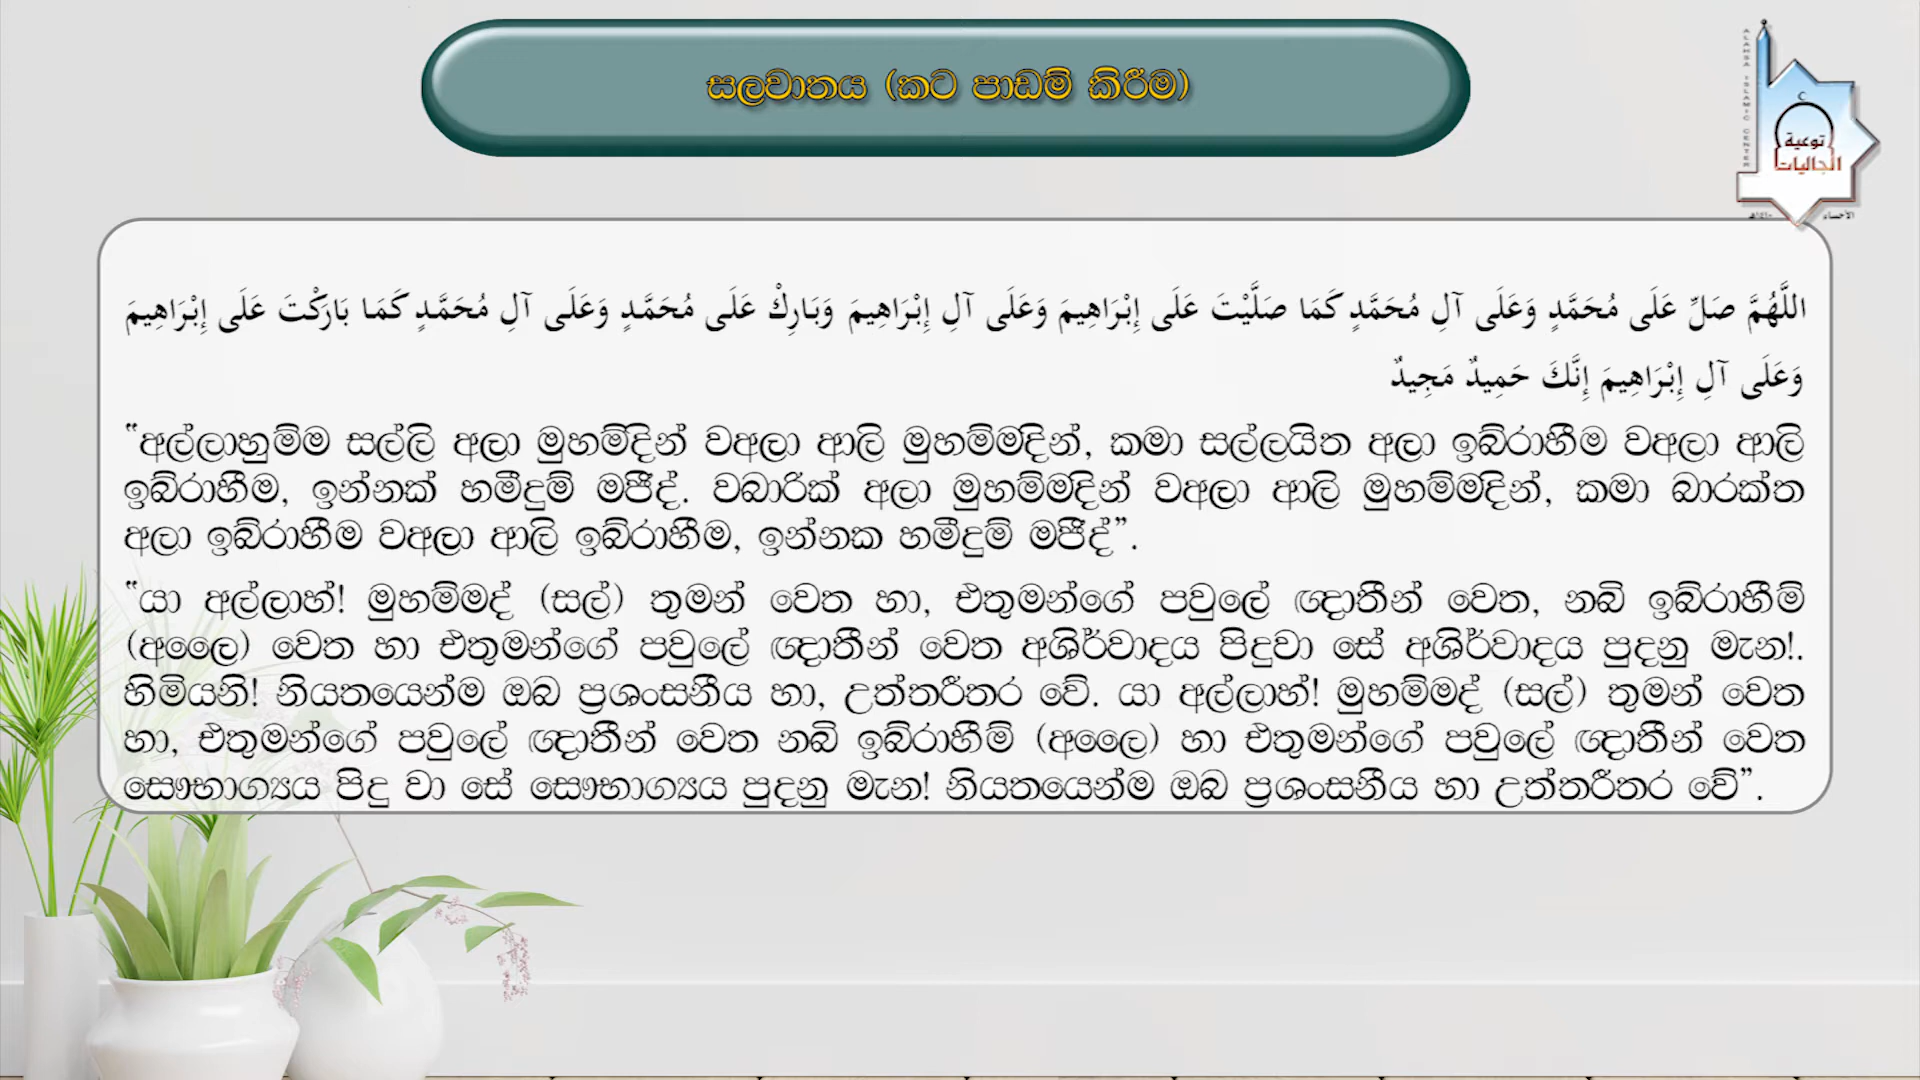 සලවාතය (කට පාඩම් කිරීම)
ALAHSA ISLAMIC CENTER
توعية
الجاليات
الأحساء
اللَّهُمَّ صَلِّ عَلَى مُحَمَّدٍ وَعَلَى آلِ مُحَمَّدٍ كَمَا صَلَّيْتَ عَلَى إِبْرَاهِيمَ وَعَلَى آلِ إِبْرَاهِيمَ وَبَارِكْ عَلَى مُحَمَّدٍ وَعَلَى آلِ مُحَمَّدٍ كَمَا بَارَكْتَ عَلَى إِبْرَاهِيمَ
وَعَلَى آلِ إِبْرَاهِيمَ إِنَّكَ حَمِيدٌ مَجِيدٌ
“අල්ලාහුම්ම සල්ලි අලා මුහම්දින් වඅලා ආලි මුහම්මදින්, කමා සල්ලයිත අලා ඉබ්රාහීම වඅලා ආලි
ඉබ්රාහීම, ඉන්නක් හමීදුම් මජීද්. වබාරික් අලා මුහම්මදින් වඅලා ආලි මුහම්මදින්, කමා බාරක්ත
අලා ඉබ්රාහීම වඅලා ආලි ඉබ්රාහීම, ඉන්නක හමීදුම් මජීද්”.
“යා අල්ලාහ්! මුහම්මද් (සල්) තුමන් වෙත හා, එතුමන්ගේ පවුලේ ඥාතීන් වෙත, නබි ඉබ්රාහීම්
(අලෛ) වෙත හා එතුමන්ගේ පවුලේ ඥාතීන් වෙත අශිර්වාදය පිදුවා සේ අශිර්වාදය පුදනු මැන!.
හිමියනි! නියතයෙන්ම ඔබ ප්‍රශංසනීය හා, උත්තරීතර වේ. යා අල්ලාහ්! මුහම්මද් (සල්) තුමන් වෙත
හා, එතුමන්ගේ පවුලේ ඥාතීන් වෙත නබි ඉබ්රාහීම් (අලෛ) හා එතුමන්ගේ පවුලේ ඥාතීන් වෙත
සෞභාග්‍යය පිදු වා සේ සෞභාග්‍යය පුදනු මැන! නියතයෙන්ම ඔබ ප්‍රශංසනීය හා උත්තරීතර වේ”.